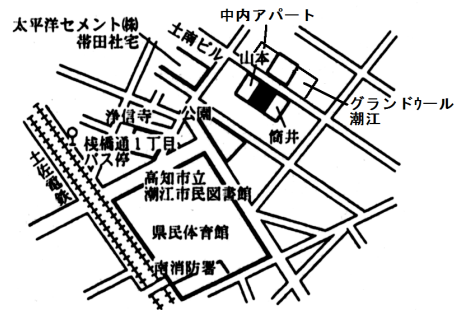 中内アパート
太平洋セメント㈱
帯田社宅
土南ビル
山本
グランドゥール
潮江
浄信寺
公園
筒井
桟橋通1丁目
バス停
土佐電鉄
高知市立
潮江市民図書館
県民体育館
南消防署